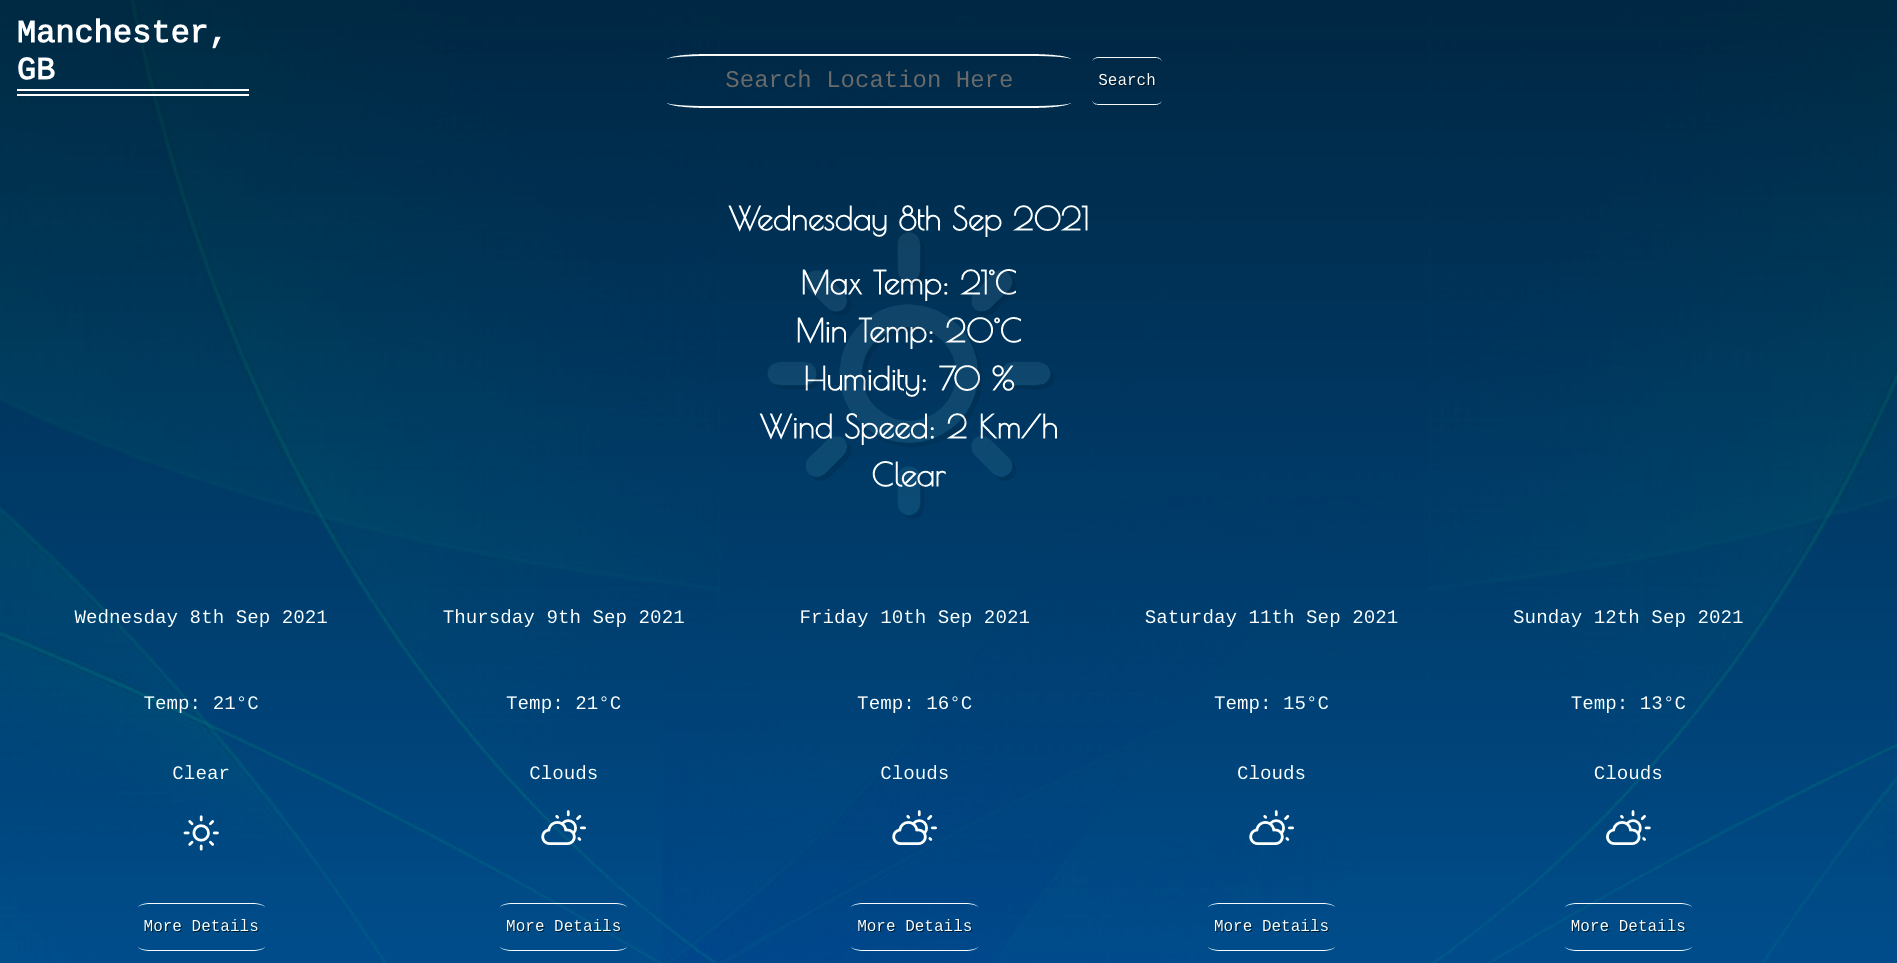 Manchester,
GB
Search Location Here
Search
Wednesday 8th Sep 2021
Max Temp: 21°C
Min Temp: 20°C
Humidity: 70 %
Wind Speed: 2 Km/h
Clear
Wednesday 8th Sep 2021
Temp: 21°C
Clear
More Details
Thursday 9th Sep 2021
Temp: 21°C
Clouds
More Details
Friday 10th Sep 2021
Temp: 16°C
Clouds
More Details
Saturday 11th Sep 2021
Temp: 15°C
Clouds
More Details
Sunday 12th Sep 2021
Temp: 13°C
Clouds
More Details